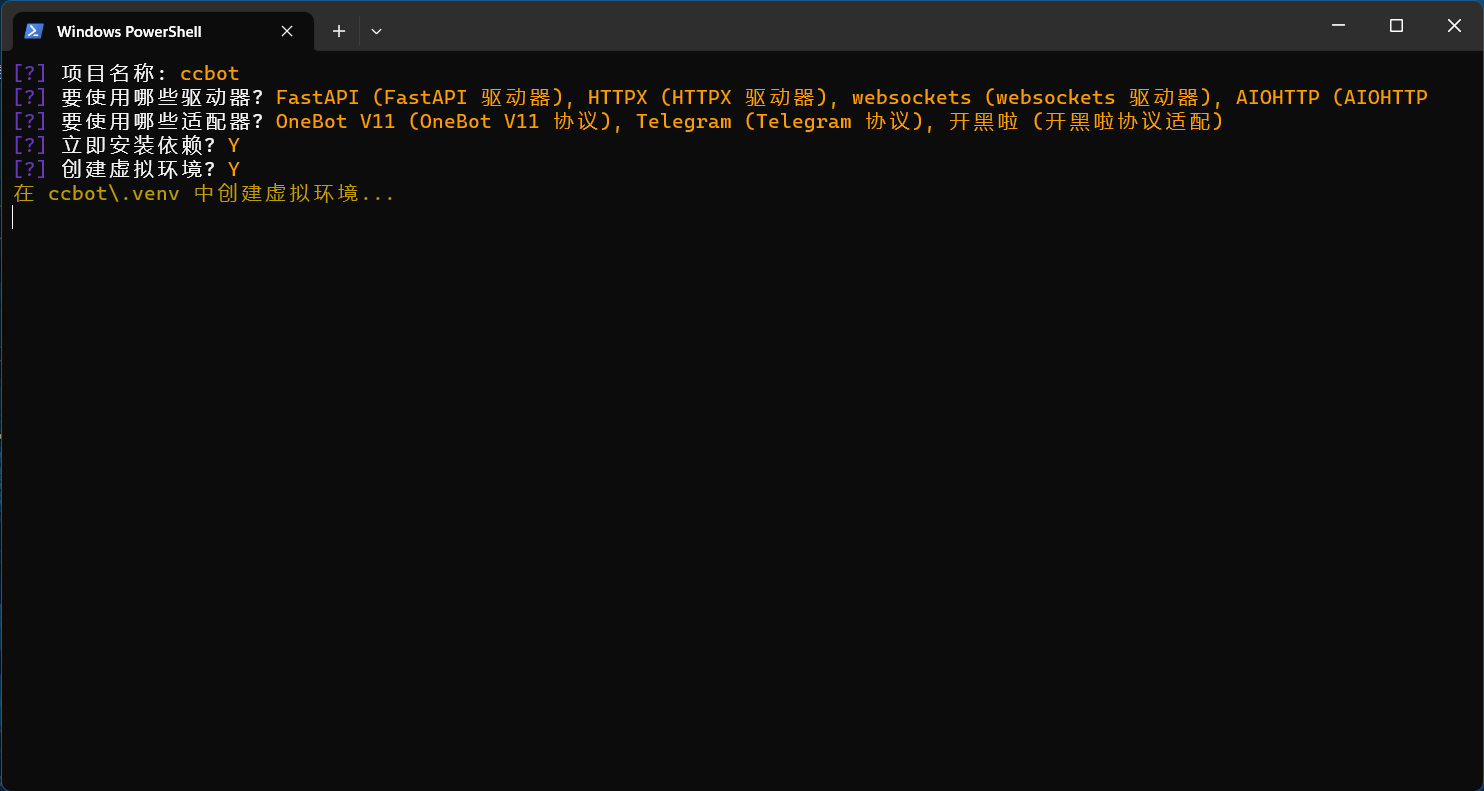 Windows PowerShell
[?] 项目名称: ccbot
[?] 要使用哪些驱动器? FastAPI (FastAPI 驱动器), HTTPX (HTTPX 驱动器), websockets (websockets 驱动器), AIOHTTP (AIOHTTP
[?] 要使用哪些适配器? OneBot V11 (OneBot V11 协议), Telegram (Telegram 协议), 开黑啦 (开黑啦协议适配)
[?] 立即安装依赖? Y
[?] 创建虚拟环境? Y
在 ccbot\.venv 中创建虚拟环境...